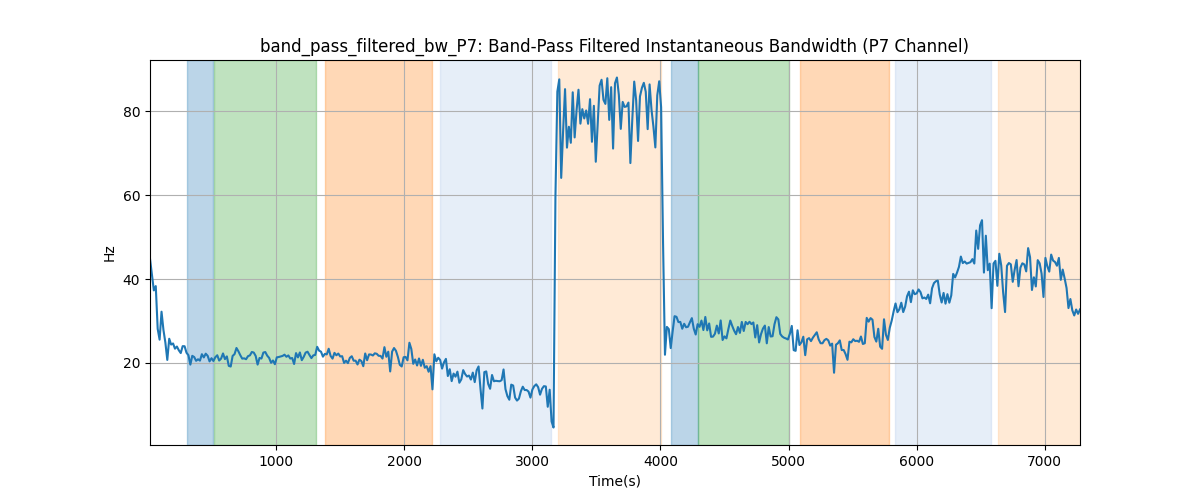 band_pass_filtered_bw_P7: Band-Pass Filtered Instantaneous Bandwidth (P7 Channel)
80
60
40
20
Hz
1000 2000 3000 4000 5000 6000 7000
Time(s)